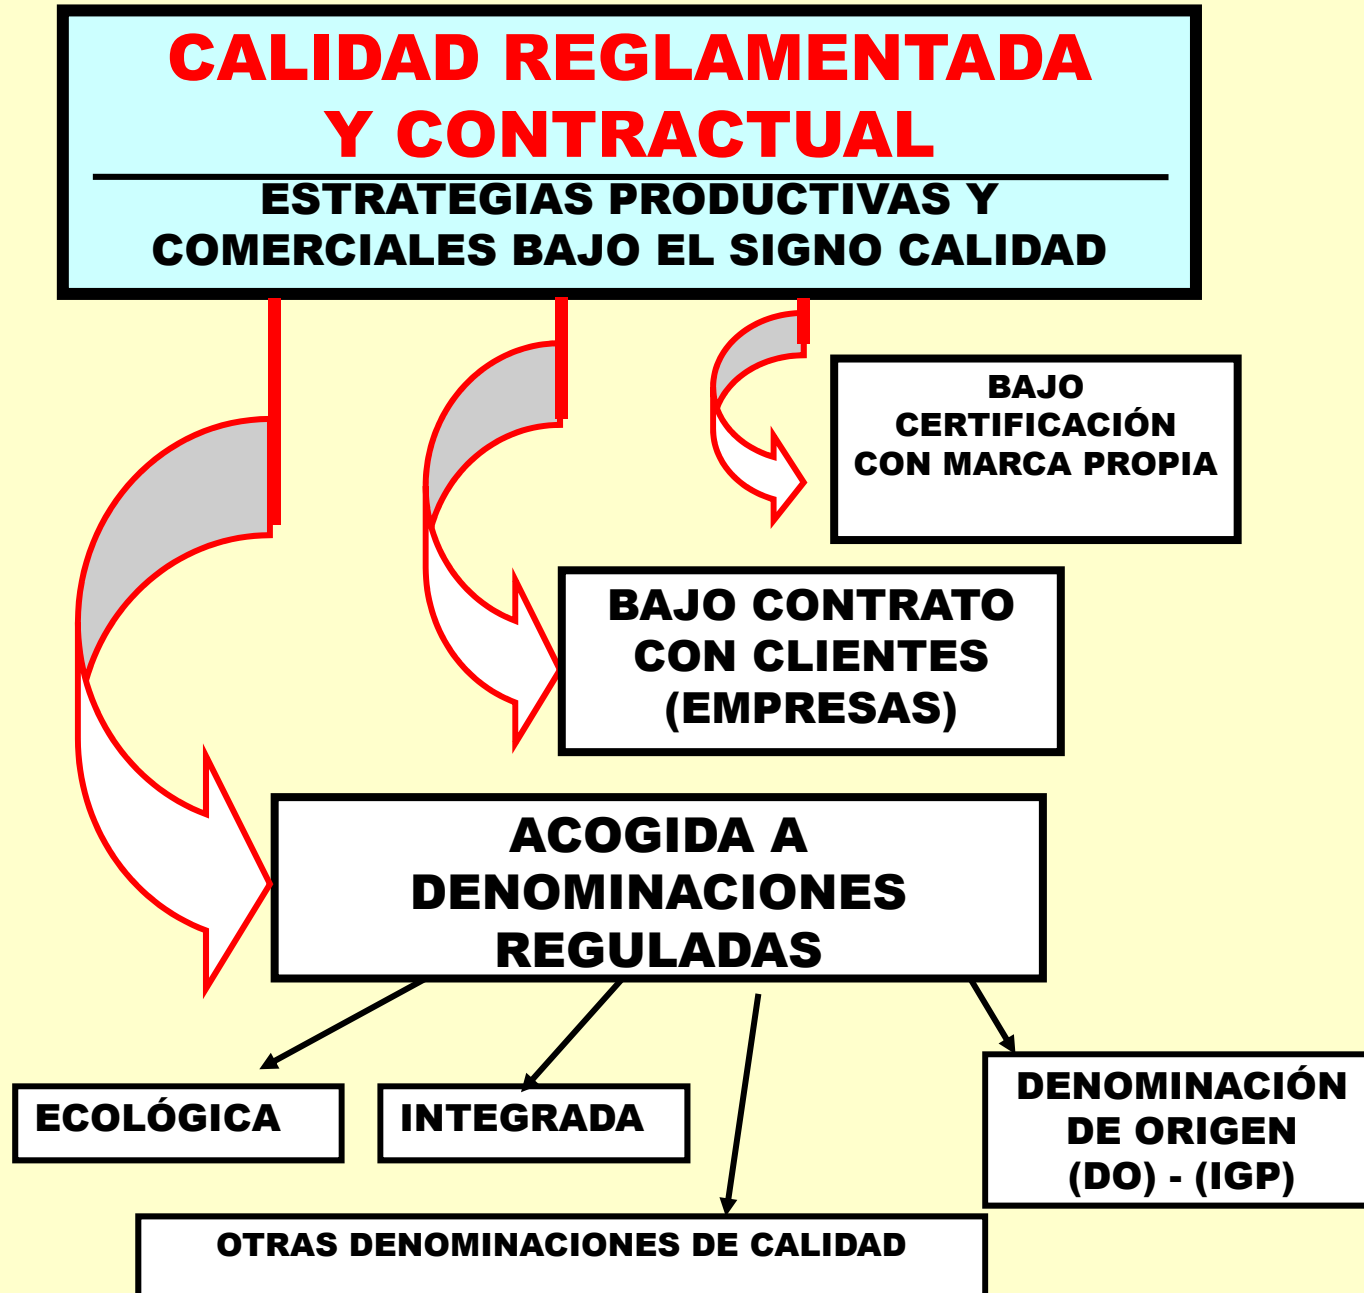 CALIDAD REGLAMENTADA
Y CONTRACTUAL
ESTRATEGIAS PRODUCTIVAS Y
COMERCIALES BAJO EL SIGNO CALIDAD
BAJO
CERTIFICACIÓN
CON MARCA PROPIA
BAJO CONTRATO
CON CLIENTES
(EMPRESAS)
ACOGIDA A
DENOMINACIONES
REGULADAS
ECOLÓGICA
INTEGRADA
DENOMINACIÓN
DE ORIGEN
(DO) - (IGP)
OTRAS DENOMINACIONES DE CALIDAD